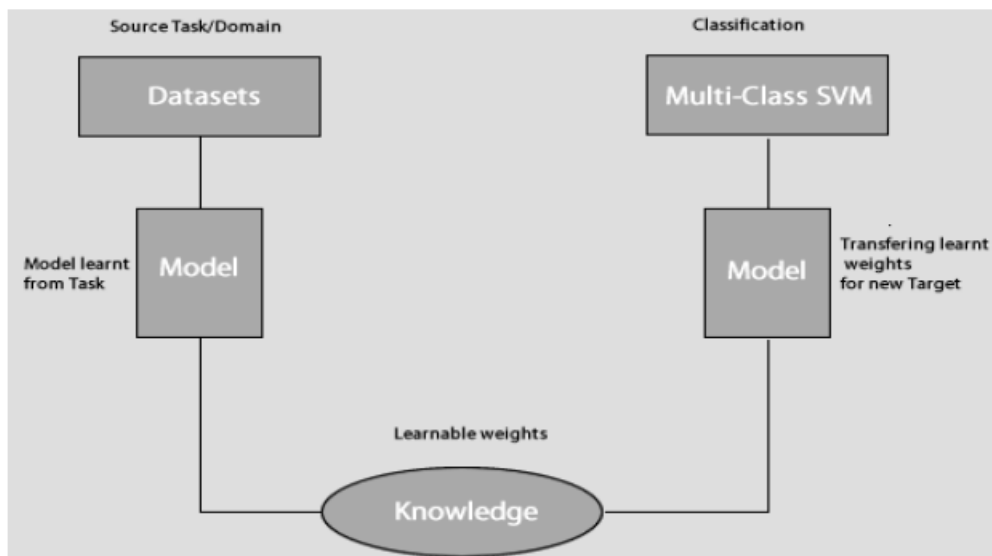 Source Task/Domain
Classification
Datasets
Multi-Class SVM
Model learnt
from Task
Model
Model
Transfering learnt
weights
for new Target
Learnable weights
Knowledge